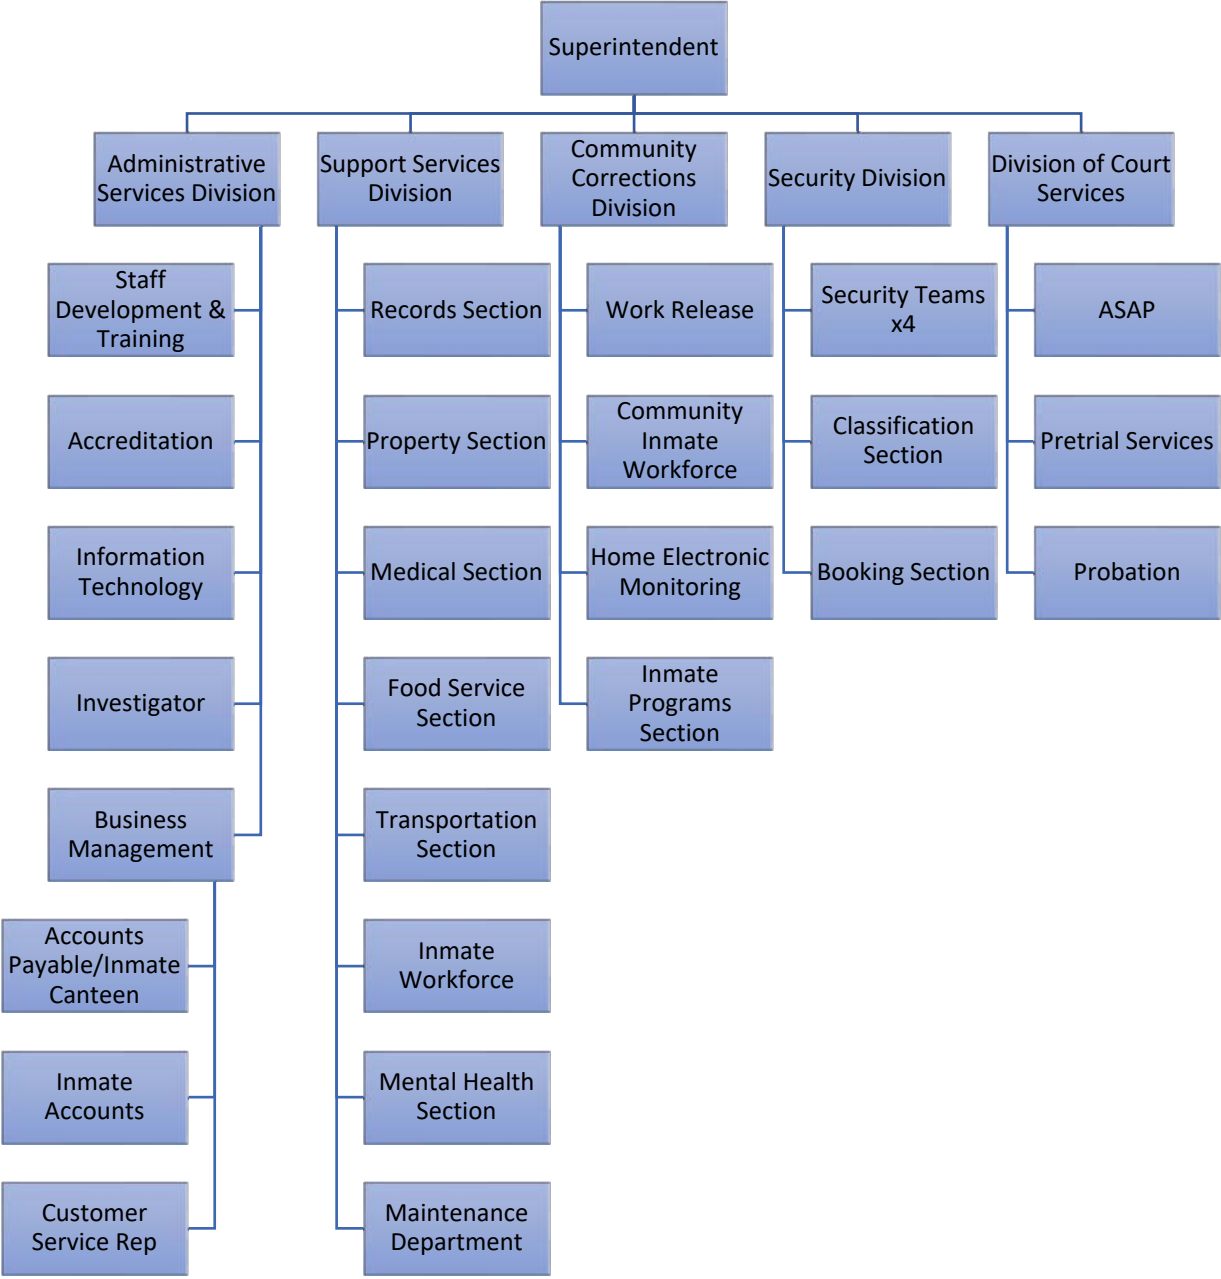 Superintendent
Administrative
Services Division
Support Services
Division
Community
Corrections
Division
Security Division
Division of Court
Services
Staff
Development &
Training
Accreditation
Information
Technology
Investigator
Business
Management
Accounts
Payable/Inmate
Canteen
Inmate
Accounts
Customer
Service Rep
Records Section
Property Section
Medical Section
Food Service
Section
Transportation
Section
Inmate
Workforce
Mental Health
Section
Maintenance
Department
Work Release
Community
Inmate
Workforce
Home Electronic
Monitoring
Inmate
Programs
Section
Security Teams
x4
Classification
Section
Booking Section
ASAP
Pretrial Services
Probation